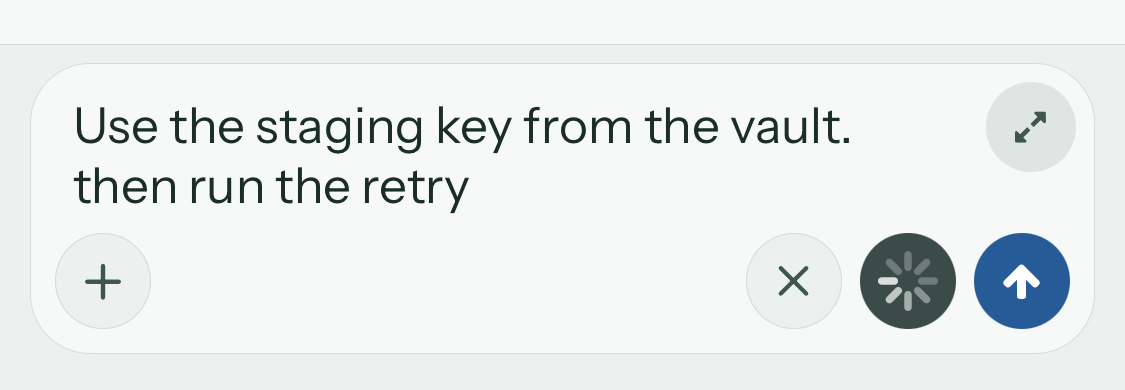 Use the staging key from the vault.
then run the retry